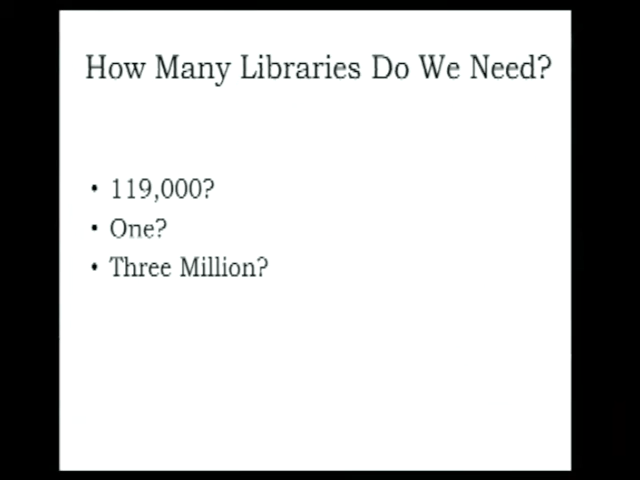 How Many Libraries Do We Need?
• 119,000?
• One?
• Three Million?